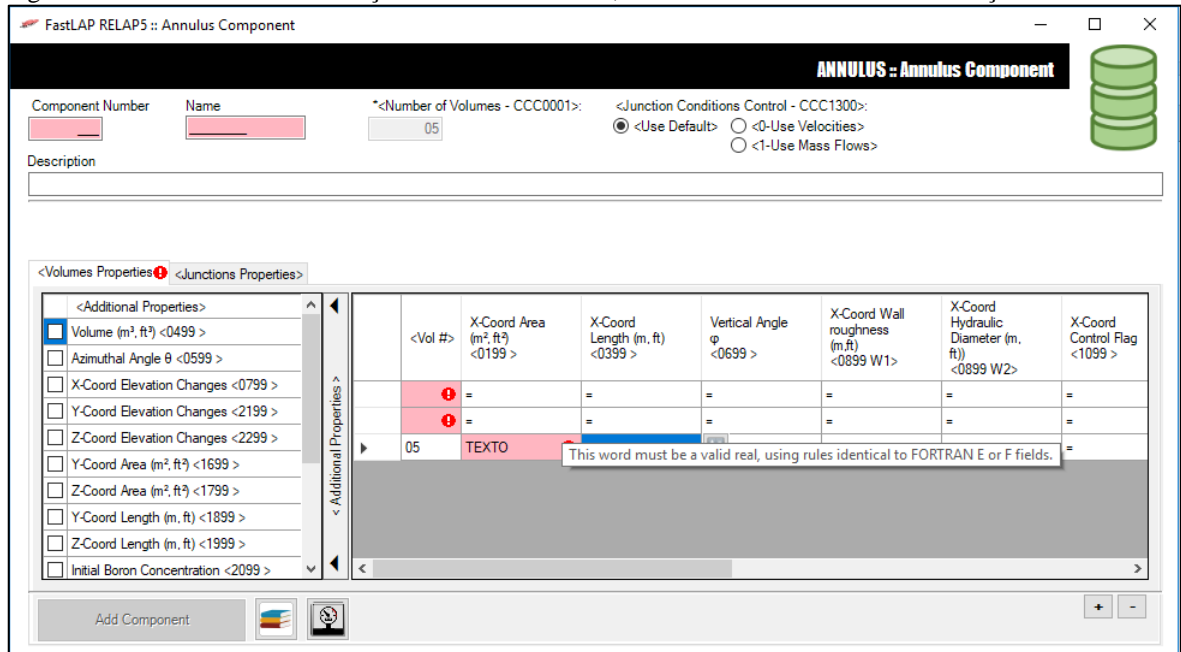 FastLAP RELAP5 :: Annulus Component
ANNULUS :: Annulus Component
Component Number Name *<Number of Volumes - CCC0001>: <Junction Conditions Control - CCC1300>:
05 <Use Default> <0-Use Velocities>
<1-Use Mass Flows>
Description
<Volumes Properties <Junctions Properties>
<Additional Properties>
Volume (m³, ft³) <0499 >
Azimuthal Angle θ <0599 >
X-Coord Elevation Changes <0799 >
Y-Coord Elevation Changes <2199 >
Z-Coord Elevation Changes <2299 >
Y-Coord Area (m², ft²) <1699 >
Z-Coord Area (m², ft²) <1799 >
Y-Coord Length (m, ft) <1899 >
Z-Coord Length (m, ft) <1999 >
Initial Boron Concentration <2099 >
< Additional Properties >
<Vol #>
X-Coord Area
(m², ft²)
<0199 >
X-Coord
Length (m, ft)
<0399 >
Vertical Angle
φ
<0699 >
X-Coord Wall
roughness
(m,ft)
<0899 W1>
X-Coord
Hydraulic
Diameter (m,
ft))
<0899 W2>
X-Coord
Control Flag
<1099 >
= = = = = =
= = = = = =
05 TEXTO =
This word must be a valid real, using rules identical to FORTRAN E or F fields.
Add Component
+ -